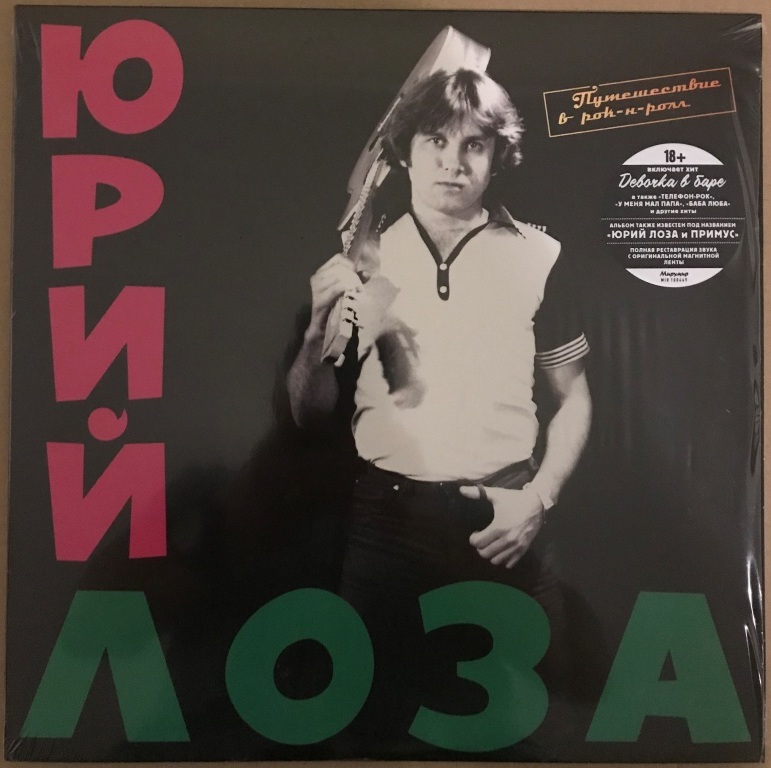 ЮРИЙ
ЛОЗА
Путешествие
в рок-н-ролл
18+
ВКЛЮЧАЕТ ХИТ
Девочка в баре
а также «ТЕЛЕФОН-РОК»,
«У МЕНЯ МАЛ ПАПА», «БАБА ЛЮБА»
и другие хиты
АЛЬБОМ ТАКЖЕ ИЗВЕСТЕН ПОД НАЗВАНИЕМ
«ЮРИЙ ЛОЗА и ПРИМУС»
ПОЛНАЯ РЕСТАВРАЦИЯ ЗВУКА
С ОРИГИНАЛЬНОЙ МАГНИТНОЙ
ЛЕНТЫ
Мирумир